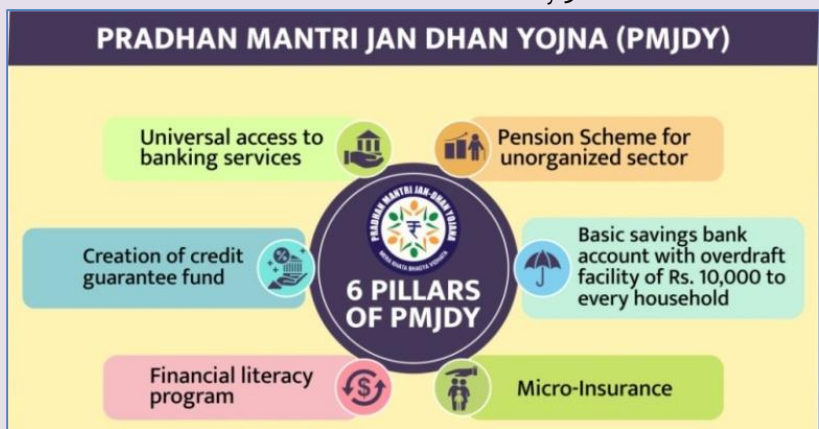 PRADHAN MANTRI JAN DHAN YOJNA (PMJDY)
Universal access to
banking services
Pension Scheme for
unorganized sector
Creation of credit
guarantee fund
PRADHAN MANTRI JAN-DHAN YOJANA
MERA KHATA BHAGYA VIDHATA
6 PILLARS
OF PMJDY
Basic savings bank
account with overdraft
facility of Rs. 10,000 to
every household
Financial literacy
program
Micro-Insurance